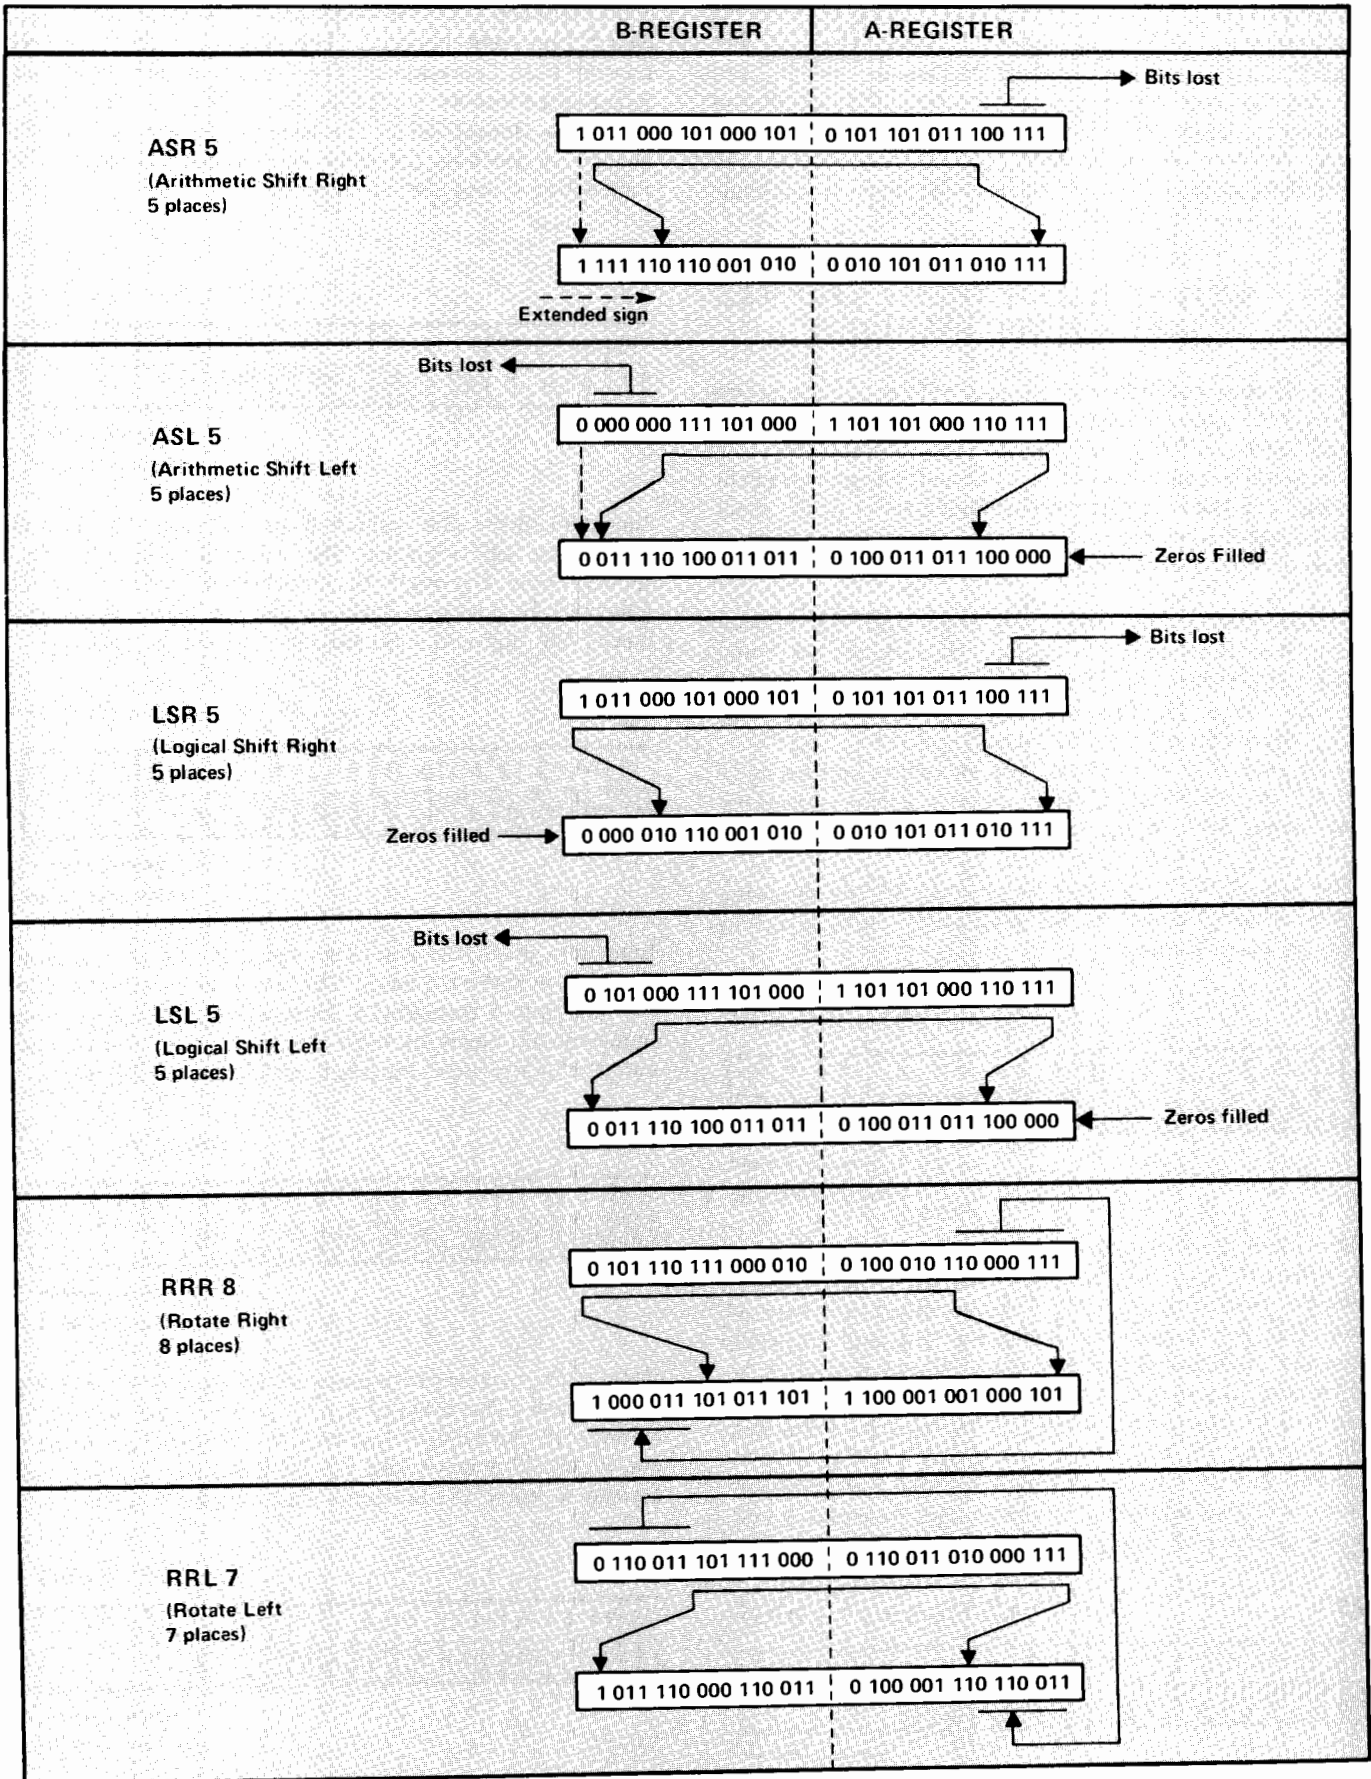 B-REGISTER A-REGISTER
Bits lost
1 011 000 101 000 101 0 101 101 011 100 111
ASR 5
(Arithmetic Shift Right
5 places)
1 111 110 110 001 010 0 010 101 011 010 111
Extended sign
Bits lost
0 000 000 111 101 000 1 101 101 000 110 111
ASL 5
(Arithmetic Shift Left
5 places)
0 011 110 100 011 011 0 100 011 011 100 000 Zeros Filled
Bits lost
1 011 000 101 000 101 0 101 101 011 100 111
LSR 5
(Logical Shift Right
5 places)
Zeros filled 0 000 010 110 001 010 0 010 101 011 010 111
Bits lost
0 101 000 111 101 000 1 101 101 000 110 111
LSL 5
(Logical Shift Left
5 places)
0 011 110 100 011 011 0 100 011 011 100 000 Zeros filled
0 101 110 111 000 010 0 100 010 110 000 111
RRR 8
(Rotate Right
8 places)
1 000 011 101 011 101 1 100 001 001 000 101
0 110 011 101 111 000 0 110 011 010 000 111
RRL 7
(Rotate Left
7 places)
1 011 110 000 110 011 0 100 001 110 110 011